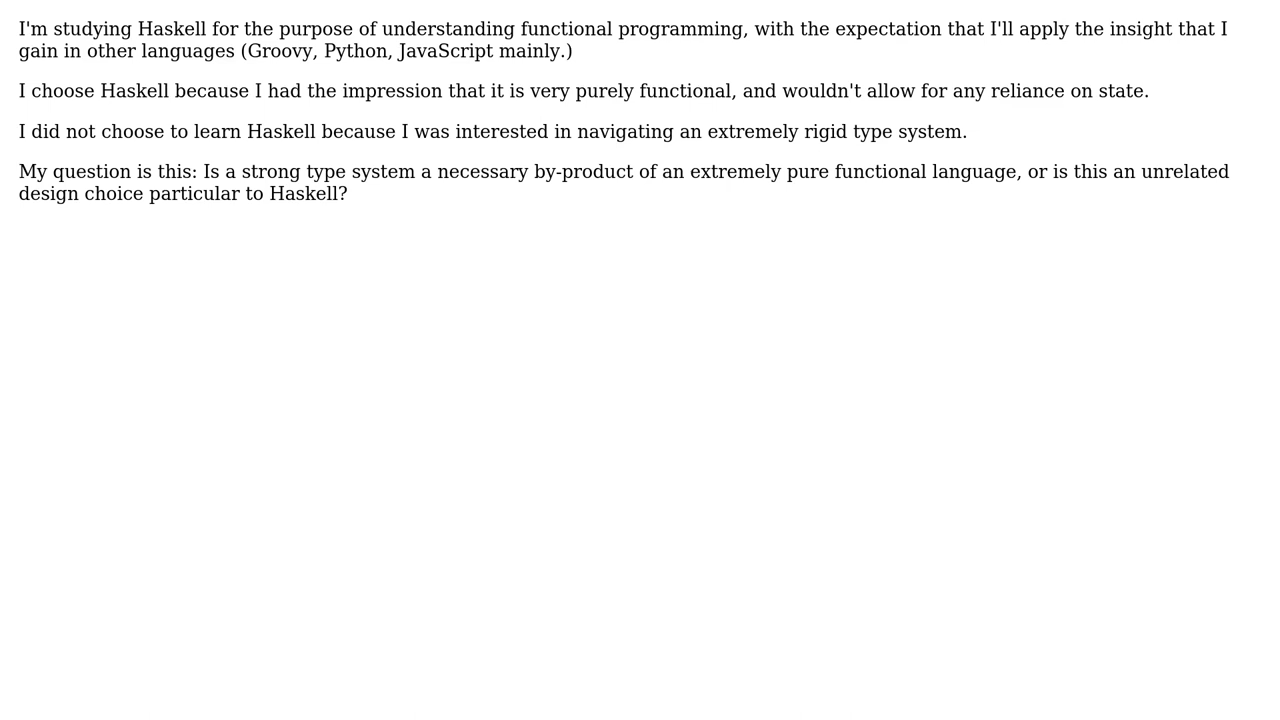 I'm studying Haskell for the purpose of understanding functional programming, with the expectation that I'll apply the insight that I
gain in other languages (Groovy, Python, JavaScript mainly.)
I choose Haskell because I had the impression that it is very purely functional, and wouldn't allow for any reliance on state.
I did not choose to learn Haskell because I was interested in navigating an extremely rigid type system.
My question is this: Is a strong type system a necessary by-product of an extremely pure functional language, or is this an unrelated
design choice particular to Haskell?